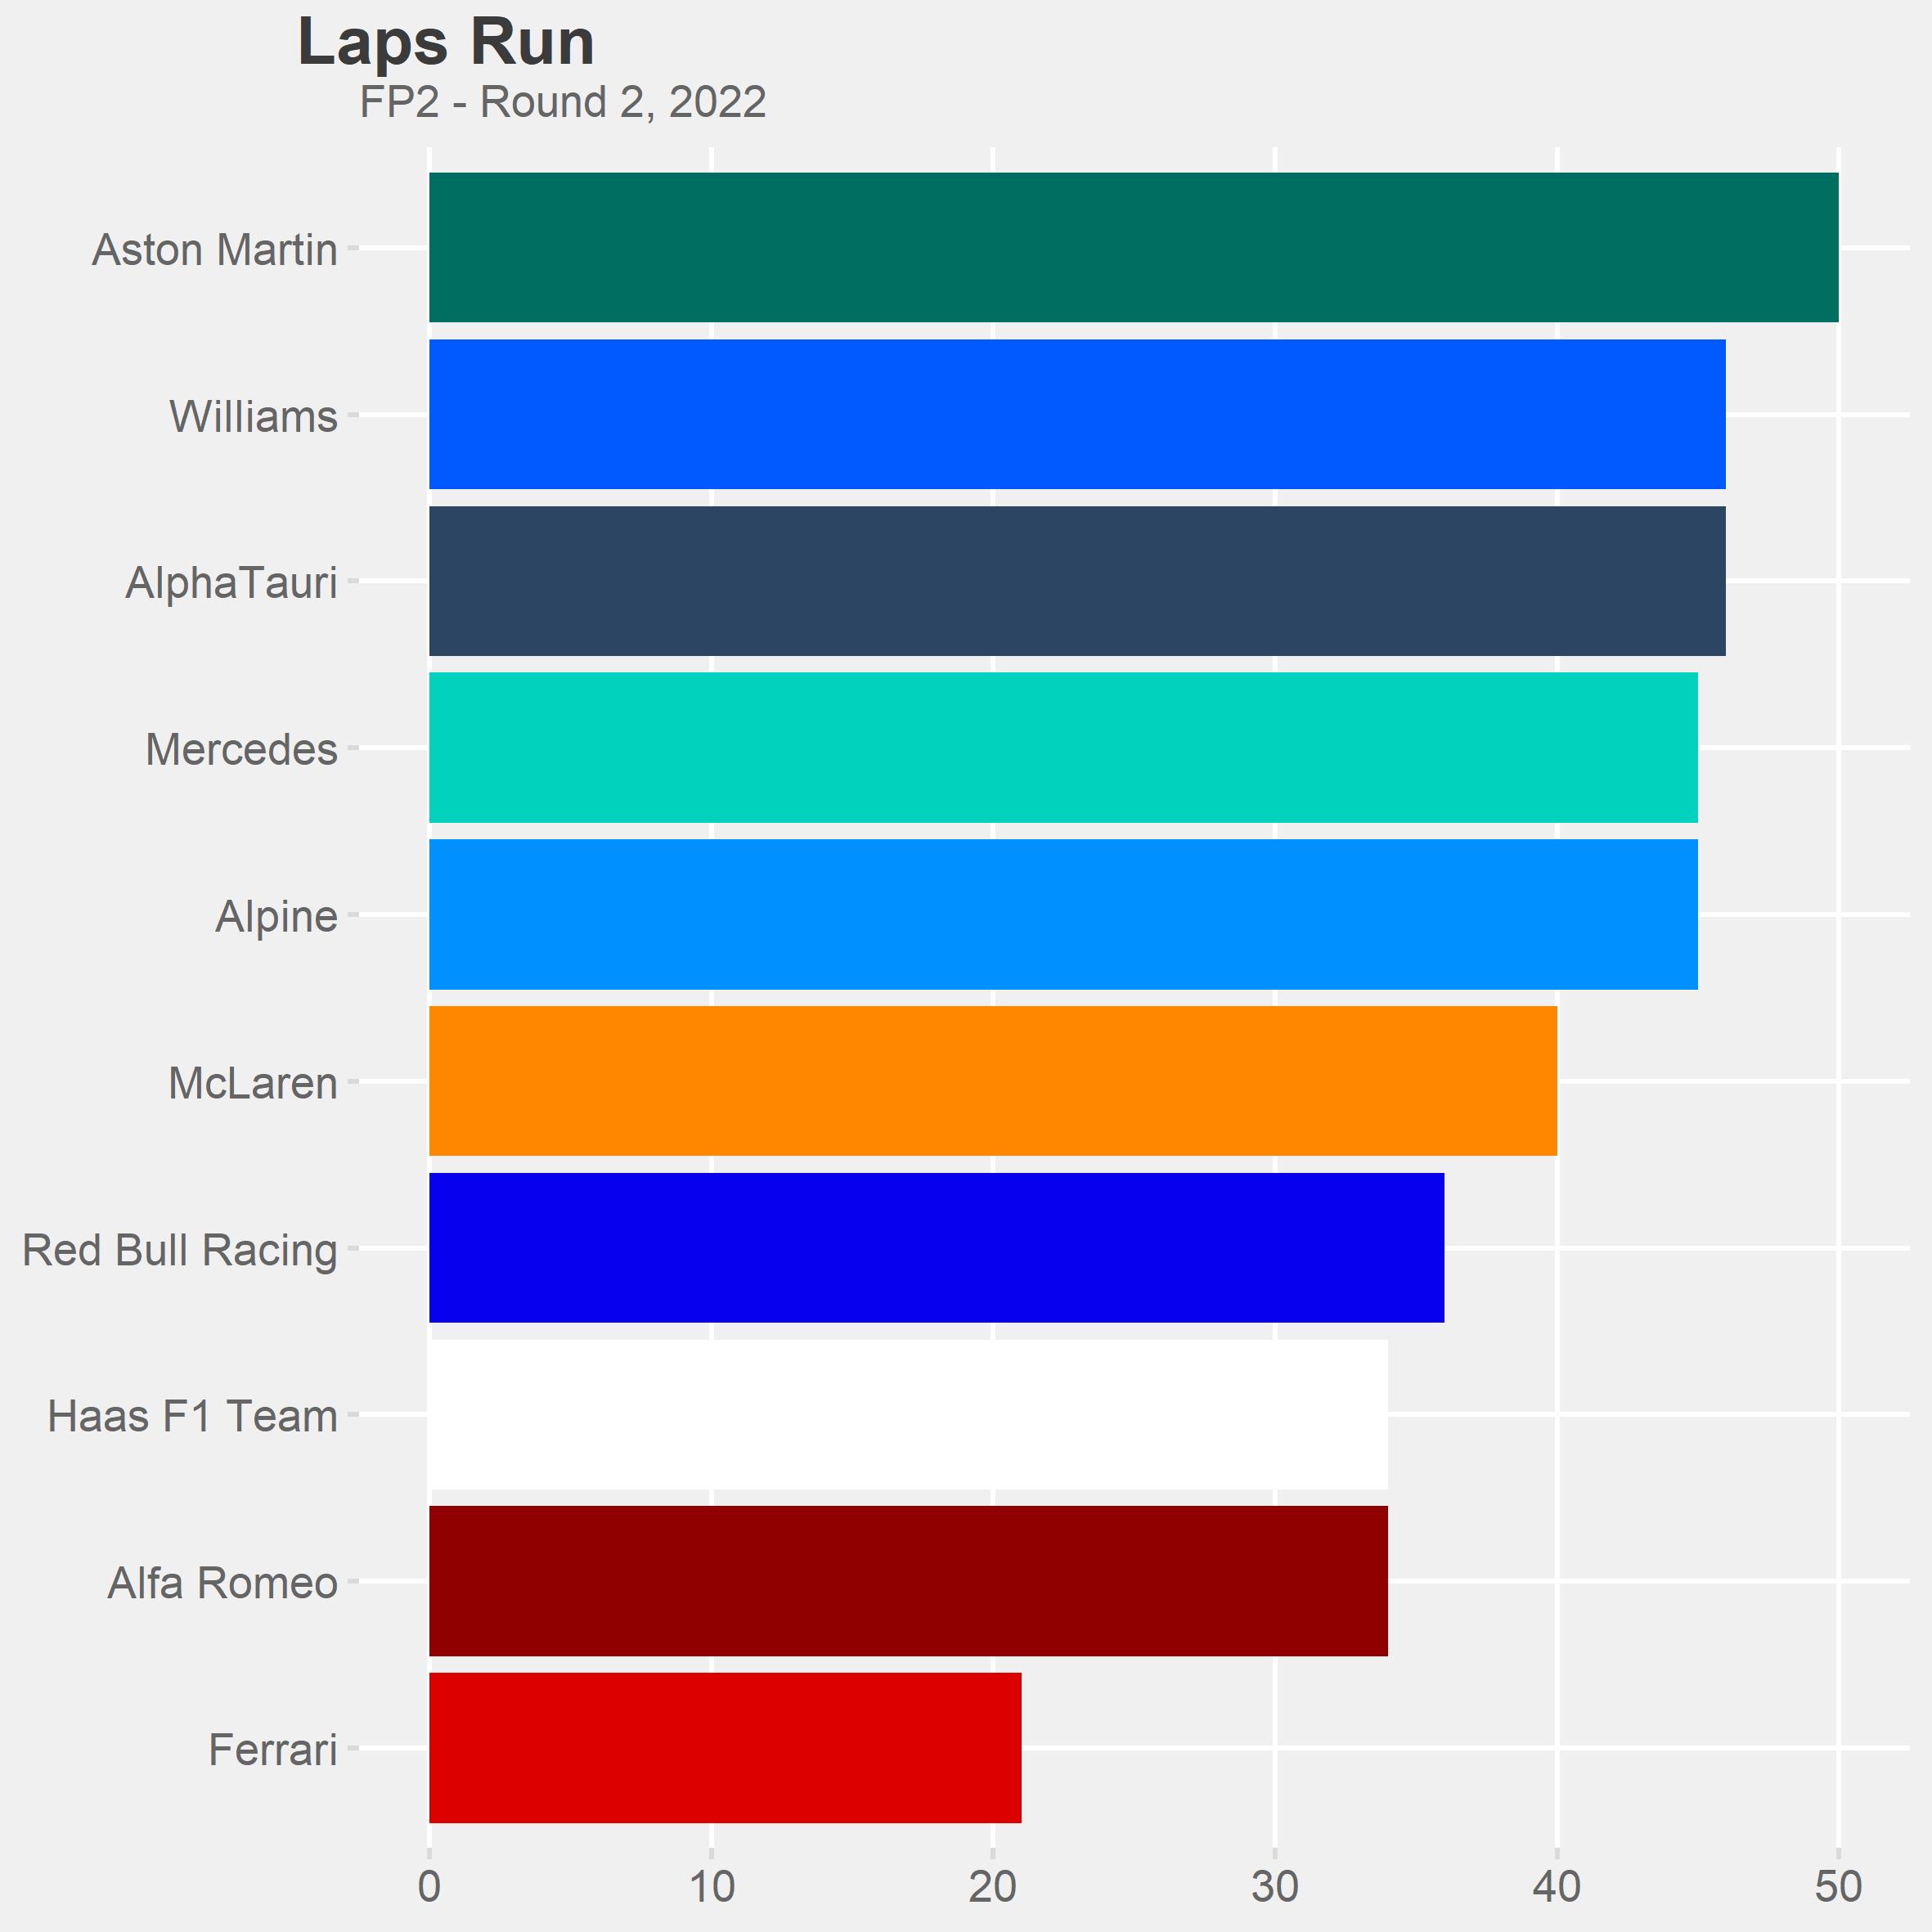 Laps Run
FP2 - Round 2, 2022
Aston Martin
Williams
AlphaTauri
Mercedes
Alpine
McLaren
Red Bull Racing
Haas F1 Team
Alfa Romeo
Ferrari
0 10 20 30 40 50